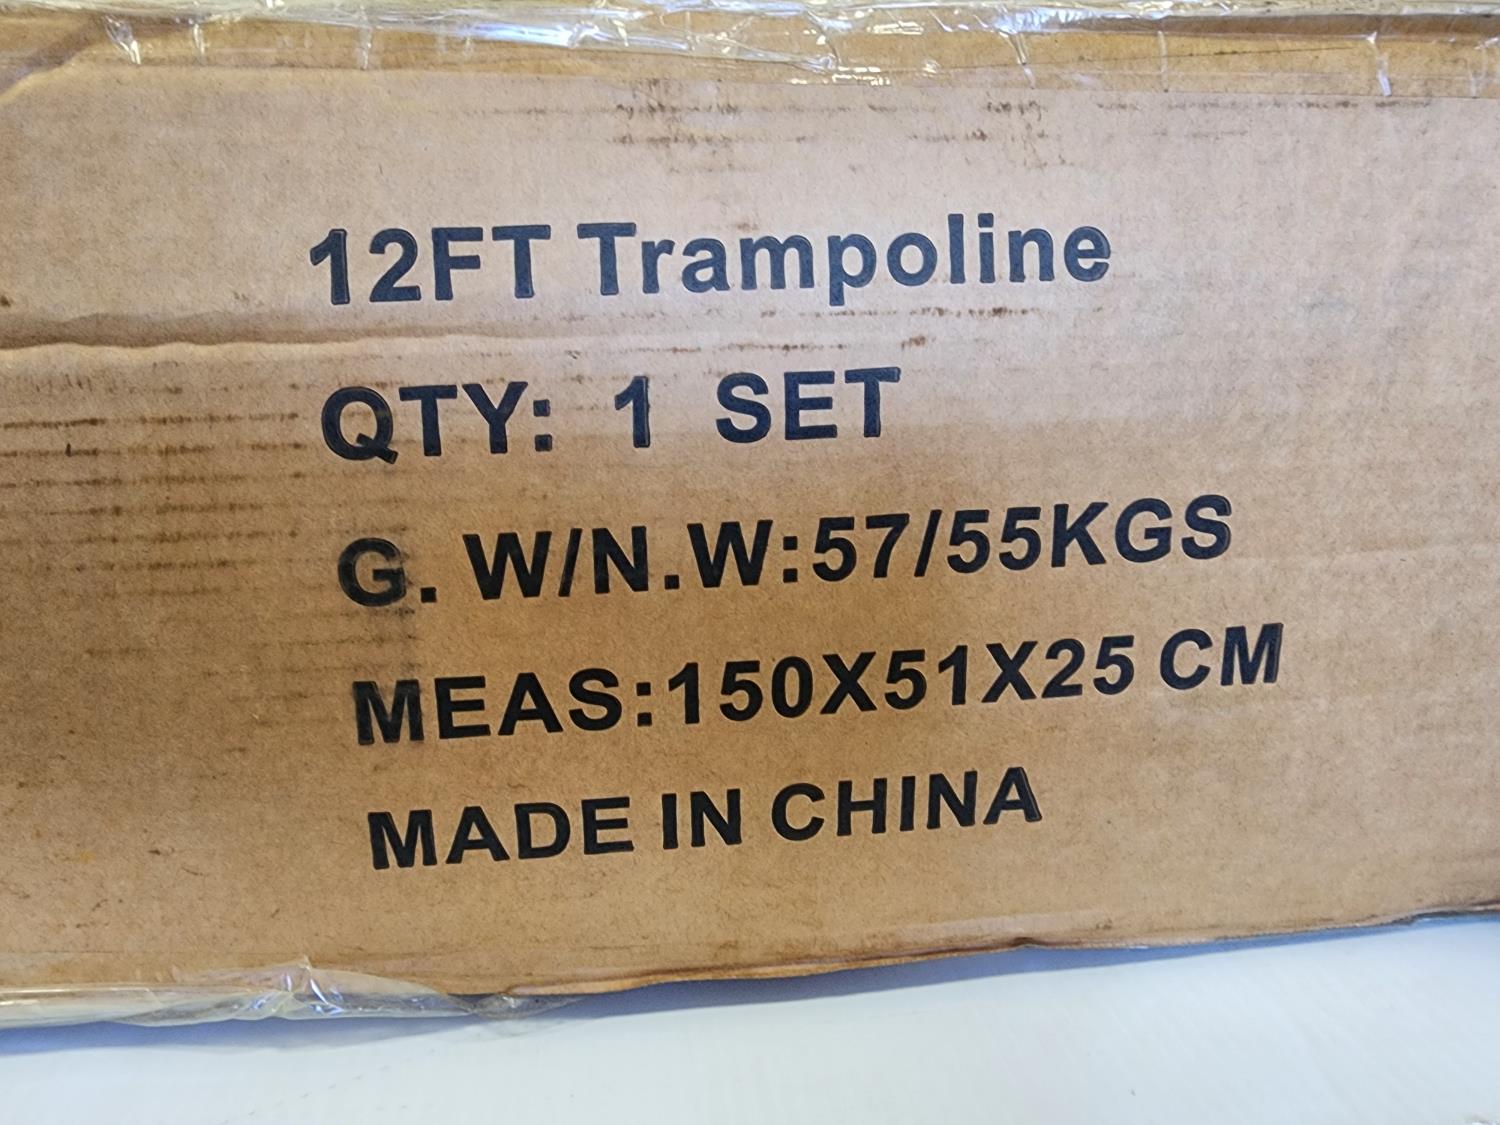 12FT Trampoline
QTY: 1 SET
G. W/N.W:57/55KGS
MEAS:150X51X25 CM
MADE IN CHINA